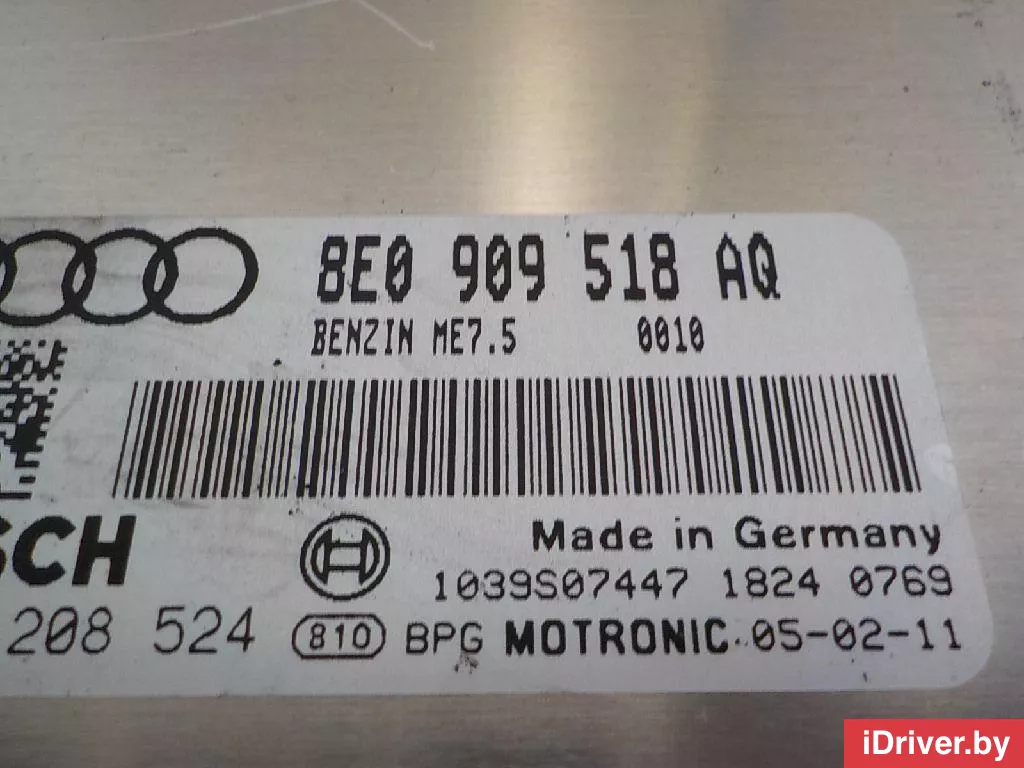 8E0 909 518 AQ
BENZIN ME7.5 0010
Made in Germany
1039S07447 1824 0769
208 524 810 BPG MOTRONIC 05-02-11
iDriver.by